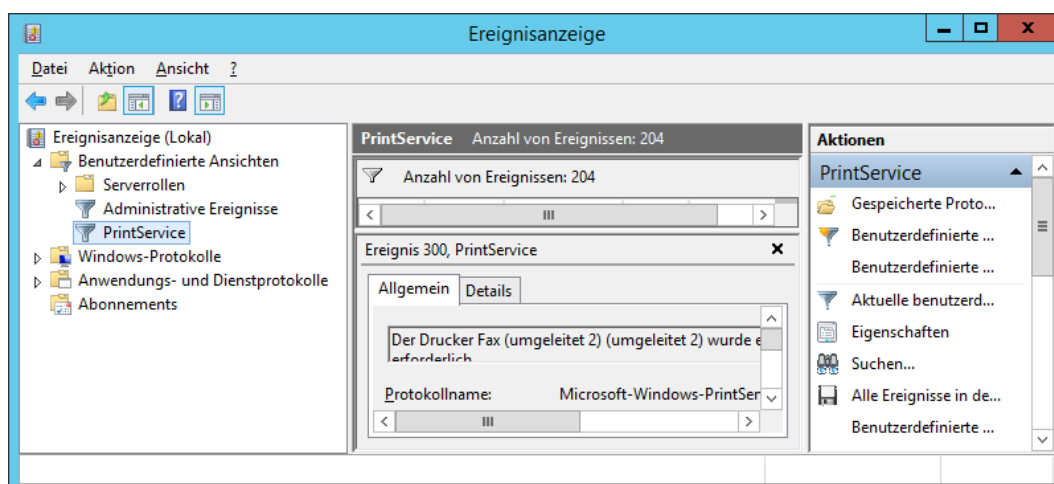 Ereignisanzeige
Datei Aktion Ansicht ?
Ereignisanzeige (Lokal)
Benutzerdefinierte Ansichten
Serverrollen
Administrative Ereignisse
PrintService
Windows-Protokolle
Anwendungs- und Dienstprotokolle
Abonnements
PrintService Anzahl von Ereignissen: 204
Anzahl von Ereignissen: 204
Ereignis 300, PrintService
Allgemein Details
Der Drucker Fax (umgeleitet 2) (umgeleitet 2) wurde e
erforderlich
Protokollname: Microsoft-Windows-PrintSer
Aktionen
PrintService
Gespeicherte Proto...
Benutzerdefinierte ...
Benutzerdefinierte ...
Aktuelle benutzerd...
Eigenschaften
Suchen...
Alle Ereignisse in de...
Benutzerdefinierte ...